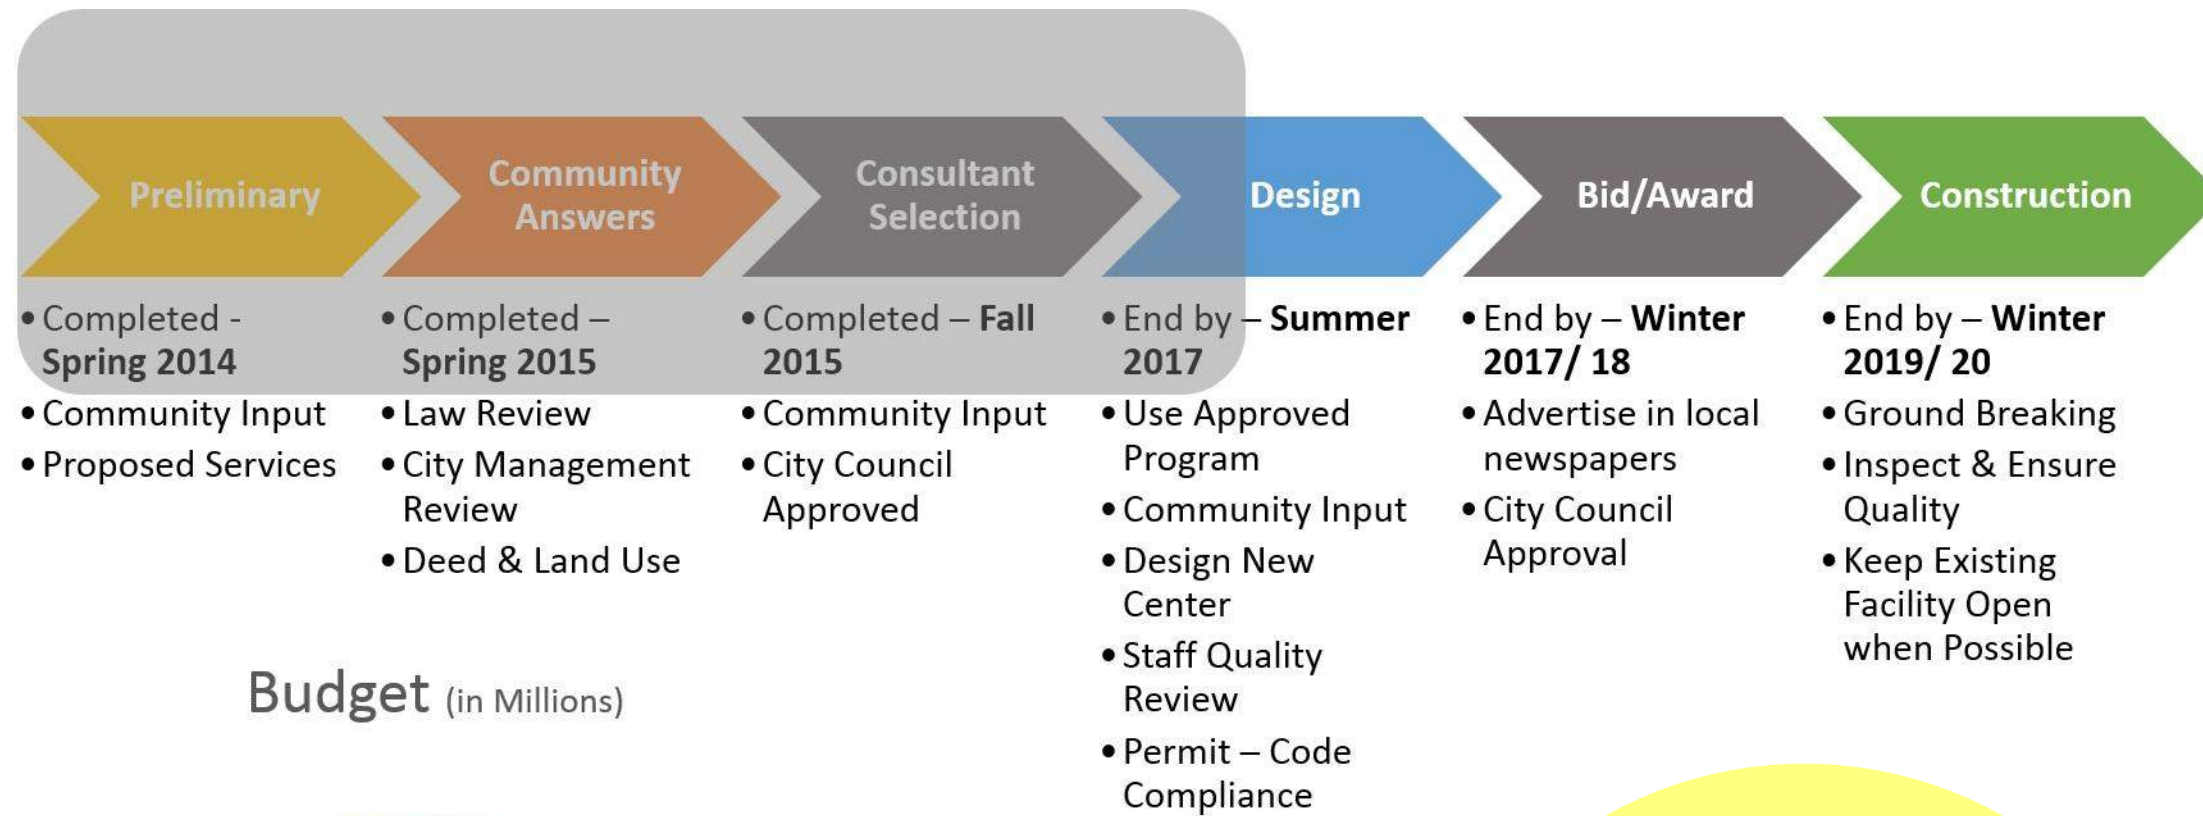 Preliminary
Community
Answers
Consultant
Selection
Design
Bid/Award
Construction
• Completed -
Spring 2014
• Community Input
• Proposed Services
• Completed –
Spring 2015
• Law Review
• City Management
Review
• Deed & Land Use
• Completed – Fall
2015
• Community Input
• City Council
Approved
• End by – Summer
2017
• Use Approved
Program
• Community Input
• Design New
Center
• Staff Quality
Review
• Permit – Code
Compliance
• End by – Winter
2017/ 18
• Advertise in local
newspapers
• City Council
Approval
• End by – Winter
2019/ 20
• Ground Breaking
• Inspect & Ensure
Quality
• Keep Existing
Facility Open
when Possible
Budget (in Millions)